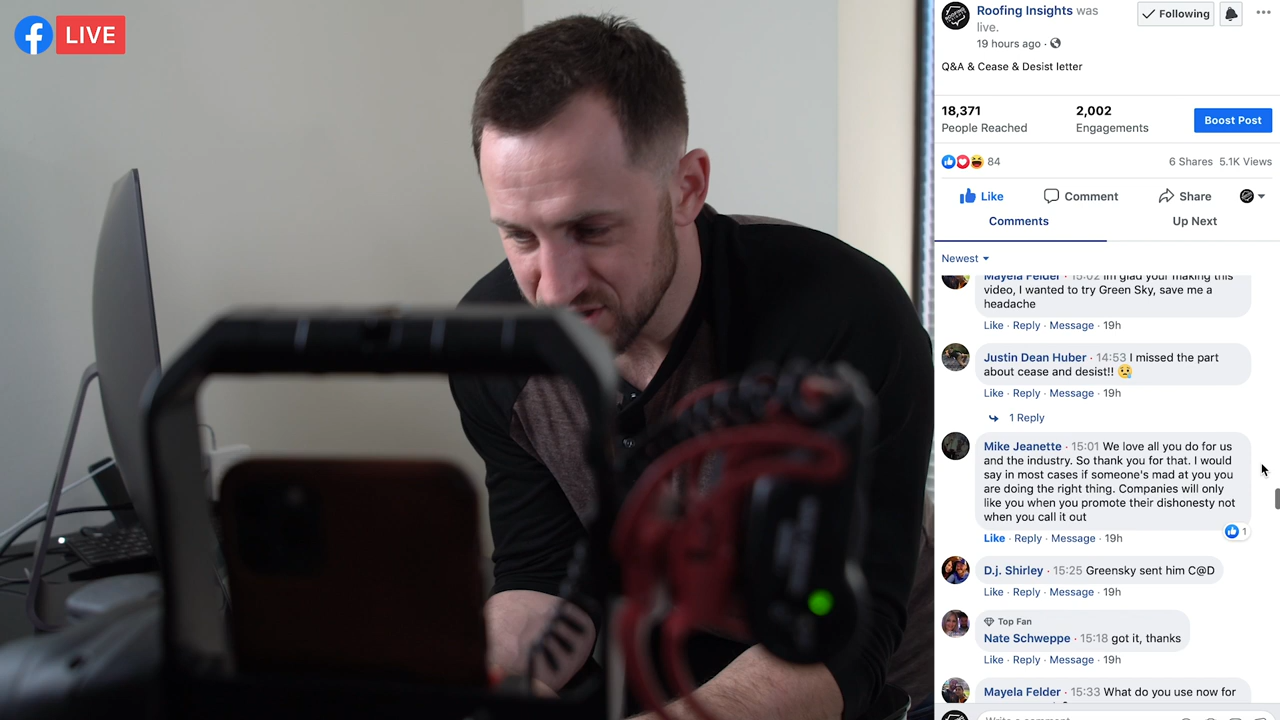 LIVE
Roofing Insights was
live.
19 hours ago ·
Following
Q&A & Cease & Desist letter
18,371
People Reached
2,002
Engagements
Boost Post
84
6 Shares 5.1K Views
Like
Comment
Share
Comments
Up Next
Newest
Mayela Felder · 15:02 Im glad your making this
video, I wanted to try Green Sky, save me a
headache
Like · Reply · Message · 19h
Justin Dean Huber · 14:53 I missed the part
about cease and desist!! 😢
Like · Reply · Message · 19h
1 Reply
Mike Jeanette · 15:01 We love all you do for us
and the industry. So thank you for that. I would
say in most cases if someone's mad at you you
are doing the right thing. Companies will only
like you when you promote their dishonesty not
when you call it out
1
Like · Reply · Message · 19h
D.j. Shirley · 15:25 Greensky sent him C@D
Like · Reply · Message · 19h
Top Fan
Nate Schweppe · 15:18 got it, thanks
Like · Reply · Message · 19h
Mayela Felder · 15:33 What do you use now for
Write a comment